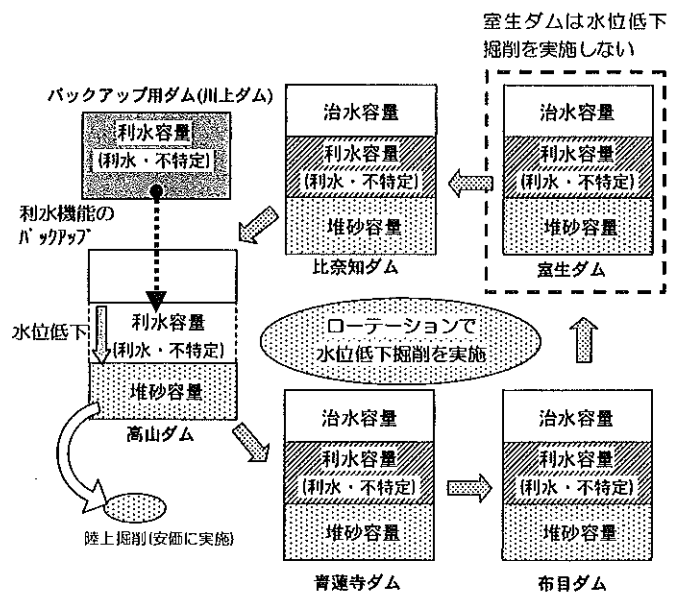 室生ダムは水位低下
掘削を実施しない
バックアップ用ダム(川上ダム)
利水容量
(利水・不特定)
利水機能の
バックアップ
治水容量
利水容量
(利水・不特定)
堆砂容量
比奈知ダム
治水容量
利水容量
(利水・不特定)
堆砂容量
室生ダム
水位低下
利水容量
(利水・不特定)
堆砂容量
高山ダム
ローテーションで
水位低下掘削を実施
陸上掘削(安価に実施)
治水容量
利水容量
(利水・不特定)
堆砂容量
青蓮寺ダム
治水容量
利水容量
(利水・不特定)
堆砂容量
布目ダム